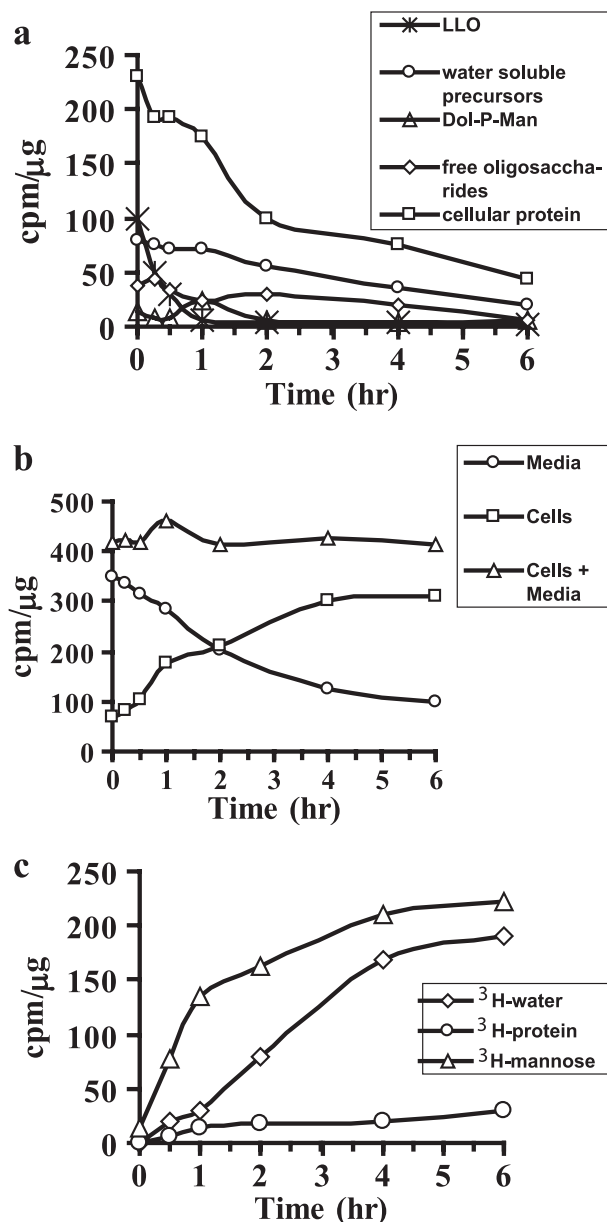 a
LLO
water soluble
precursors
Dol-P-Man
free oligosaccha-
rides
cellular protein
cpm/µg
250
200
150
100
50
0
0 1 2 3 4 5 6
Time (hr)
b
Media
Cells
Cells +
Media
cpm/µg
500
400
300
200
100
0
0 1 2 3 4 5 6
Time (hr)
c
³H-water
³H-protein
³H-mannose
cpm/µg
250
200
150
100
50
0
0 1 2 3 4 5 6
Time (hr)